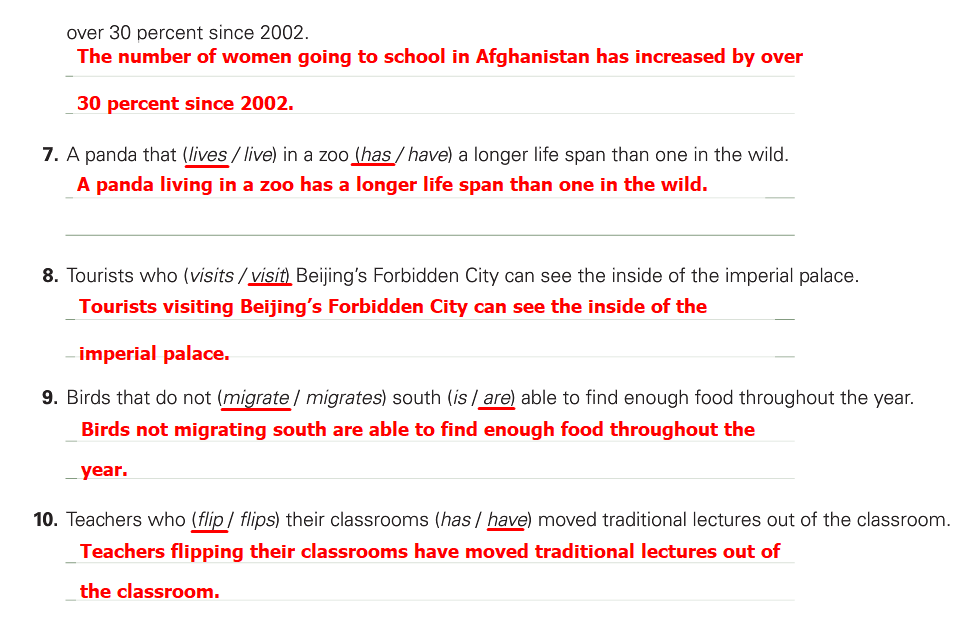 over 30 percent since 2002.
The number of women going to school in Afghanistan has increased by over
30 percent since 2002.
7. A panda that (lives / live) in a zoo (has / have) a longer life span than one in the wild.
A panda living in a zoo has a longer life span than one in the wild.
8. Tourists who (visits / visit) Beijing’s Forbidden City can see the inside of the imperial palace.
Tourists visiting Beijing’s Forbidden City can see the inside of the
imperial palace.
9. Birds that do not (migrate / migrates) south (is / are) able to find enough food throughout the year.
Birds not migrating south are able to find enough food throughout the
year.
10. Teachers who (flip / flips) their classrooms (has / have) moved traditional lectures out of the classroom.
Teachers flipping their classrooms have moved traditional lectures out of
the classroom.